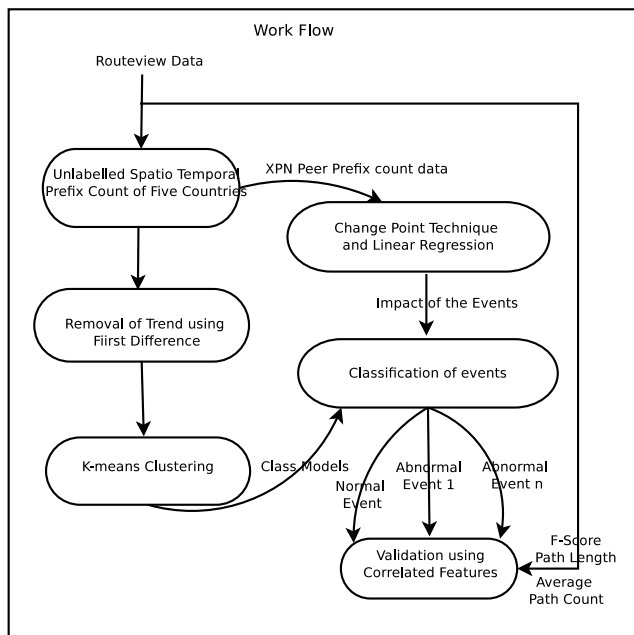 Work Flow
Routeview Data
Unlabelled Spatio Temporal
Prefix Count of Five Countries
XPN Peer Prefix count data
Change Point Technique
and Linear Regression
Impact of the Events
Removal of Trend using
Fiirst Difference
Classification of events
K-means Clustering
Class Models
Normal
Event
Abnormal
Event 1
Abnormal
Event n
Validation using
Correlated Features
F-Score
Path Length
Average
Path Count